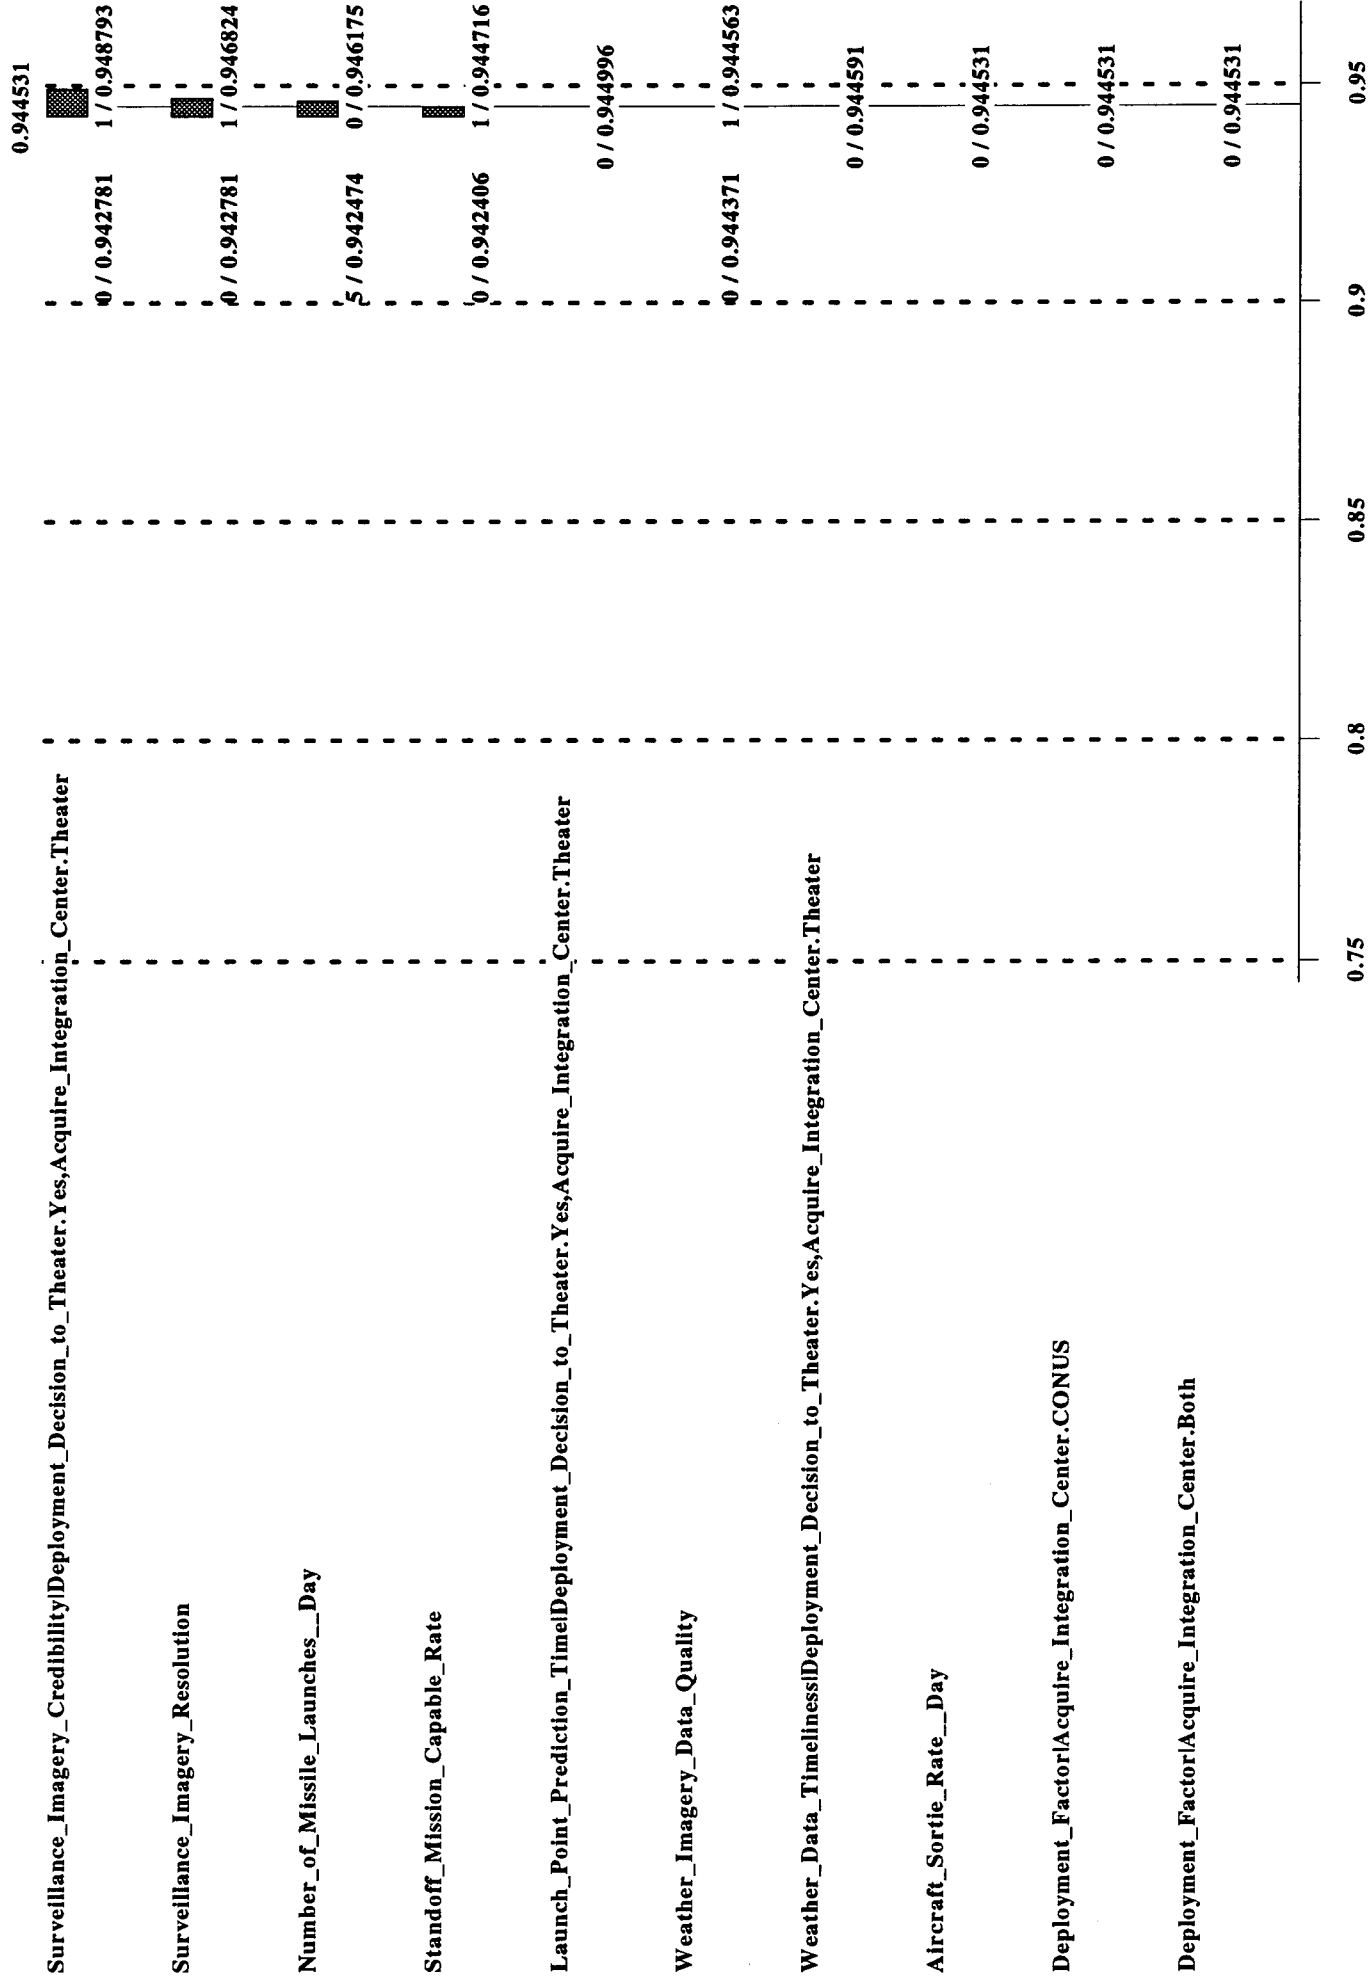 0.944531
Surveillance_Imagery_Credibility|Deployment_Decision_to_Theater.Yes,Acquire_Integration_Center.Theater
0 / 0.942781 1 / 0.948793
Surveillance_Imagery_Resolution
0 / 0.942781 1 / 0.946824
Number_of_Missile_Launches__Day
5 / 0.942474 0 / 0.946175
Standoff_Mission_Capable_Rate
0 / 0.942406 1 / 0.944716
Launch_Point_Prediction_Time|Deployment_Decision_to_Theater.Yes,Acquire_Integration_Center.Theater
0 / 0.944996
Weather_Imagery_Data_Quality
0 / 0.944371 1 / 0.944563
Weather_Data_Timeliness|Deployment_Decision_to_Theater.Yes,Acquire_Integration_Center.Theater
0 / 0.944591
Aircraft_Sortie_Rate__Day
0 / 0.944531
Deployment_Factor|Acquire_Integration_Center.CONUS
0 / 0.944531
Deployment_Factor|Acquire_Integration_Center.Both
0 / 0.944531
0.75 0.8 0.85 0.9 0.95